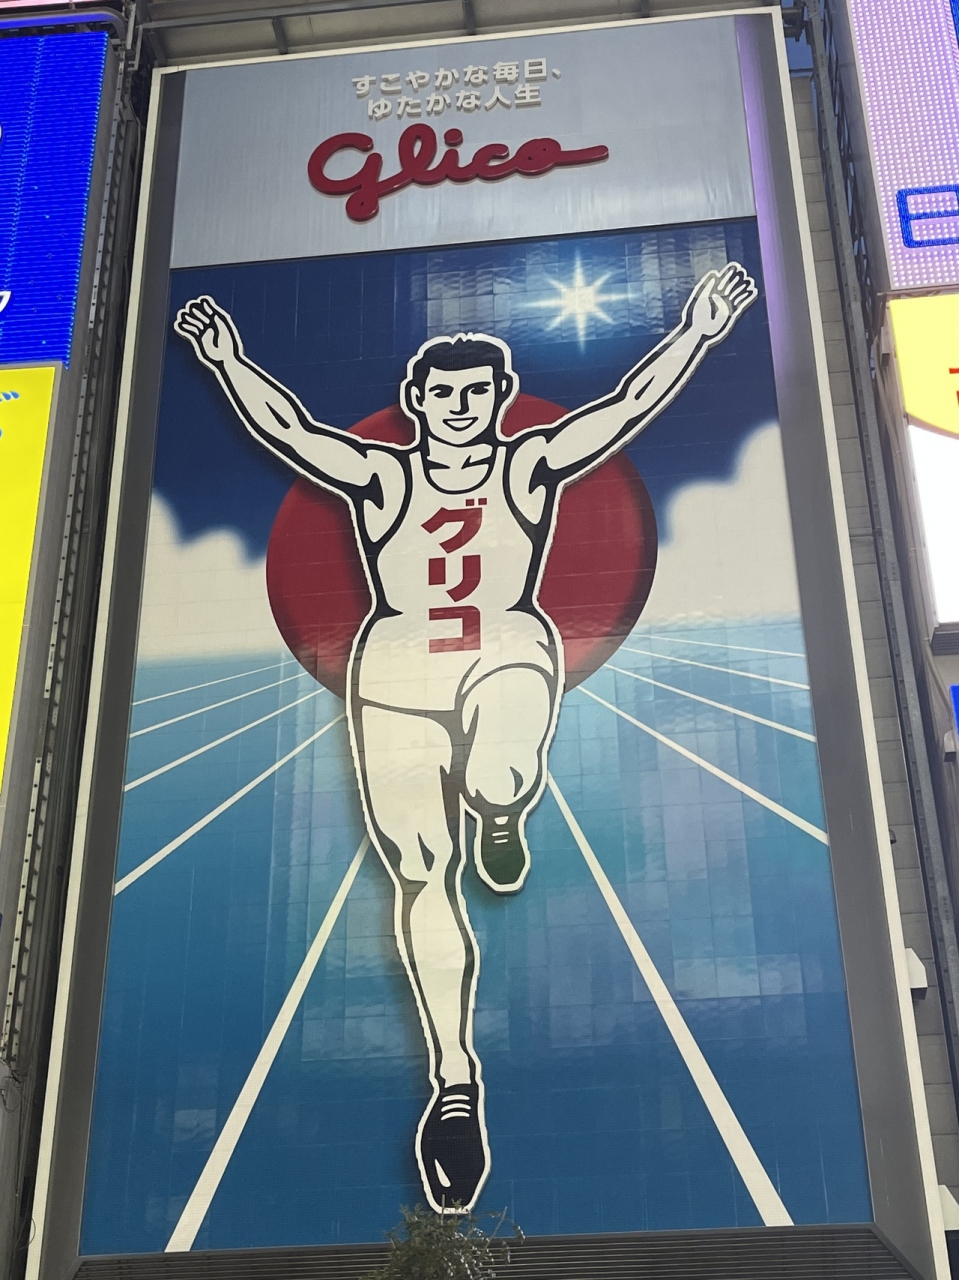 すこやかな毎日、
ゆたかな人生
glico
グリコ